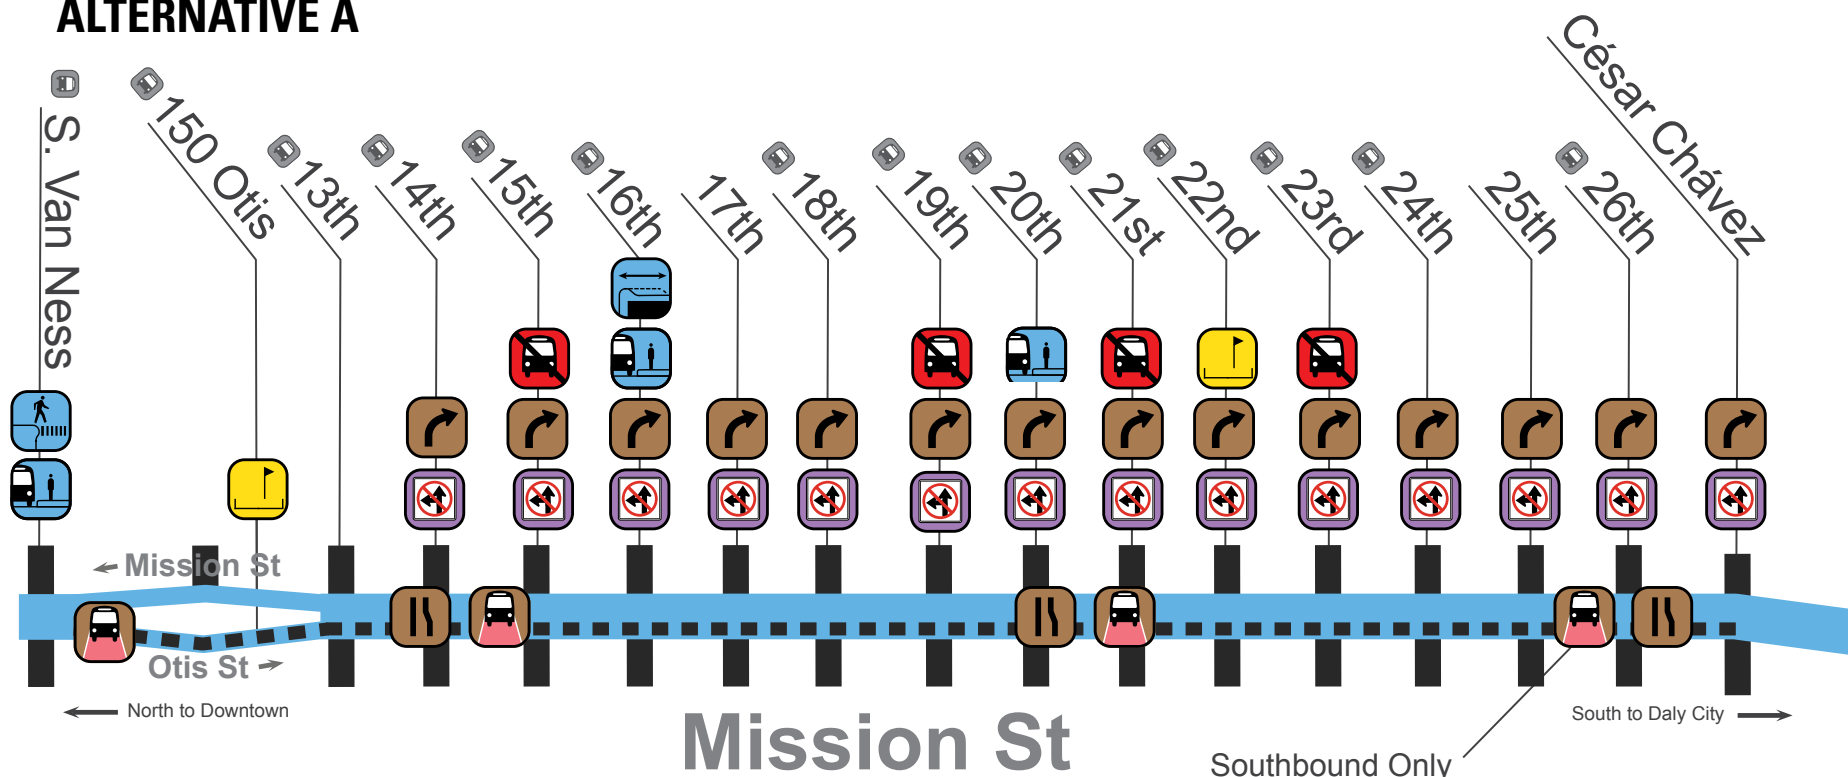 ALTERNATIVE A
S. Van Ness
150 Otis
13th
14th
15th
16th
17th
18th
19th
20th
21st
22nd
23rd
24th
25th
26th
César Chávez
Mission St
Otis St
North to Downtown
South to Daly City
Mission St
Southbound Only